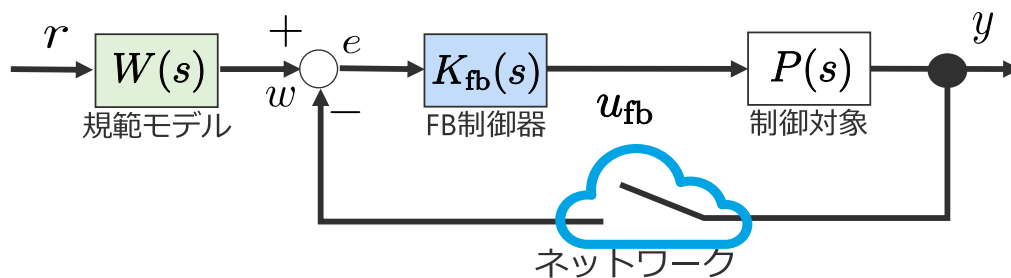 r
W(s)
規範モデル
+
w
e
−
K_fb(s)
FB制御器
u_fb
P(s)
制御対象
y
ネットワーク